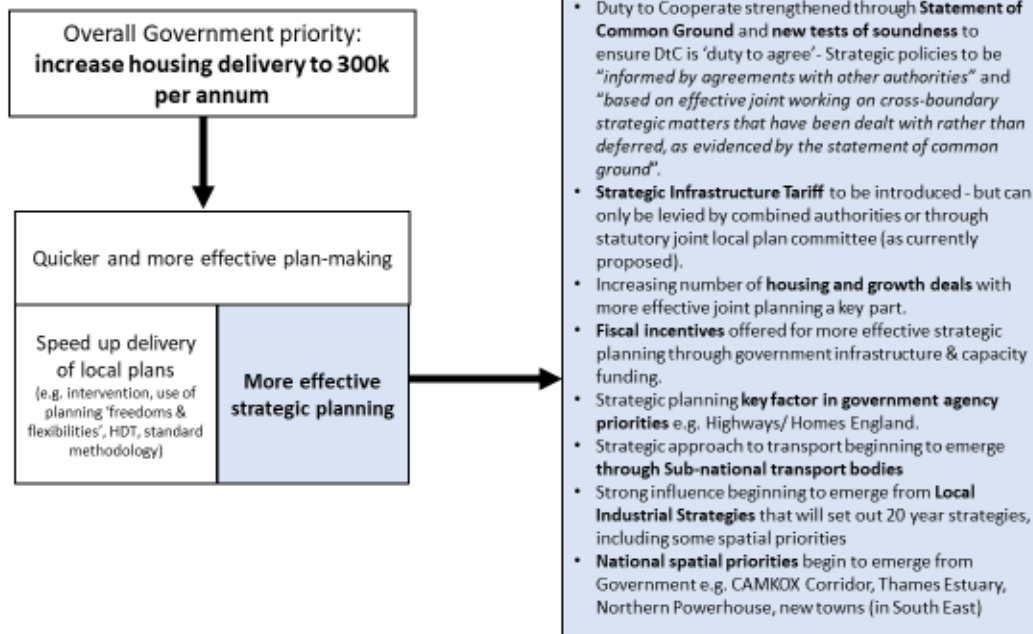 Overall Government priority:
increase housing delivery to 300k
per annum
Quicker and more effective plan-making
Speed up delivery
of local plans
(e.g. intervention, use of
planning 'freedoms &
flexibilities', HDT, standard
methodology)
More effective
strategic planning
• Duty to Cooperate strengthened through Statement of
Common Ground and new tests of soundness to
ensure DtC is 'duty to agree'- Strategic policies to be
"informed by agreements with other authorities" and
"based on effective joint working on cross-boundary
strategic matters that have been dealt with rather than
deferred, as evidenced by the statement of common
ground".
• Strategic Infrastructure Tariff to be introduced - but can
only be levied by combined authorities or through
statutory joint local plan committee (as currently
proposed).
• Increasing number of housing and growth deals with
more effective joint planning a key part.
• Fiscal incentives offered for more effective strategic
planning through government infrastructure & capacity
funding.
• Strategic planning key factor in government agency
priorities e.g. Highways/ Homes England.
• Strategic approach to transport beginning to emerge
through Sub-national transport bodies
• Strong influence beginning to emerge from Local
Industrial Strategies that will set out 20 year strategies,
including some spatial priorities
• National spatial priorities begin to emerge from
Government e.g. CAMKOX Corridor, Thames Estuary,
Northern Powerhouse, new towns (in South East)